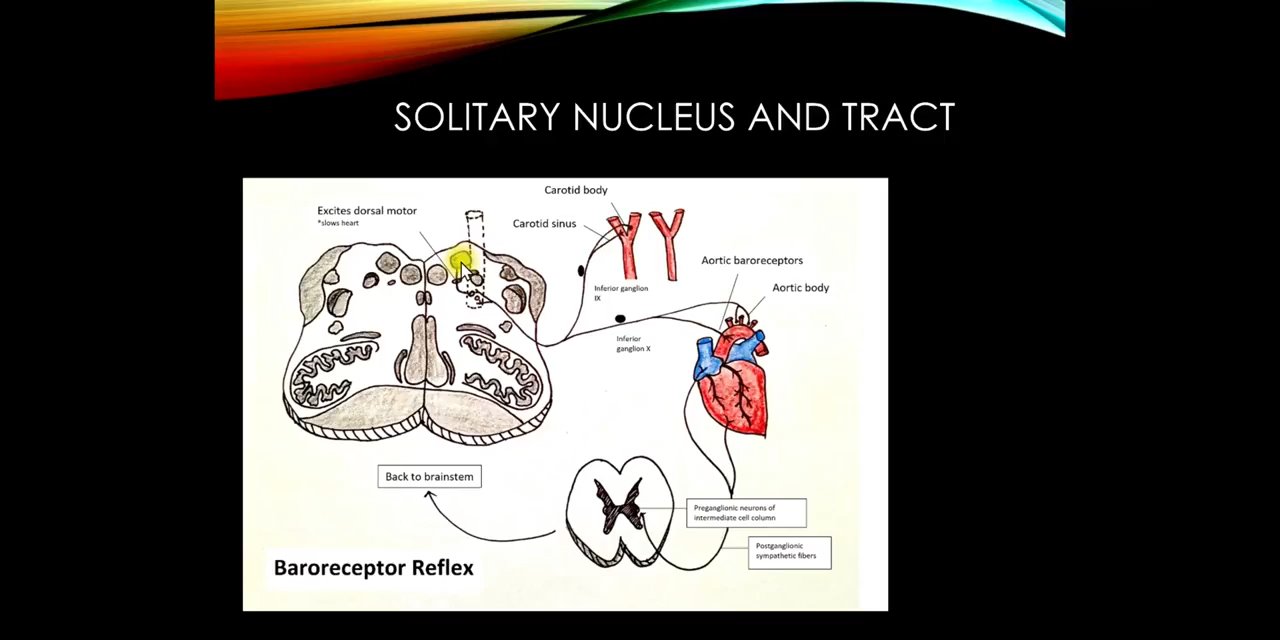 SOLITARY NUCLEUS AND TRACT
Carotid body
Excites dorsal motor
*slows heart
Carotid sinus
Aortic baroreceptors
Aortic body
Inferior ganglion
IX
Inferior
ganglion X
Back to brainstem
Preganglionic neurons of
intermediate cell column
Postganglionic
sympathetic fibers
Baroreceptor Reflex